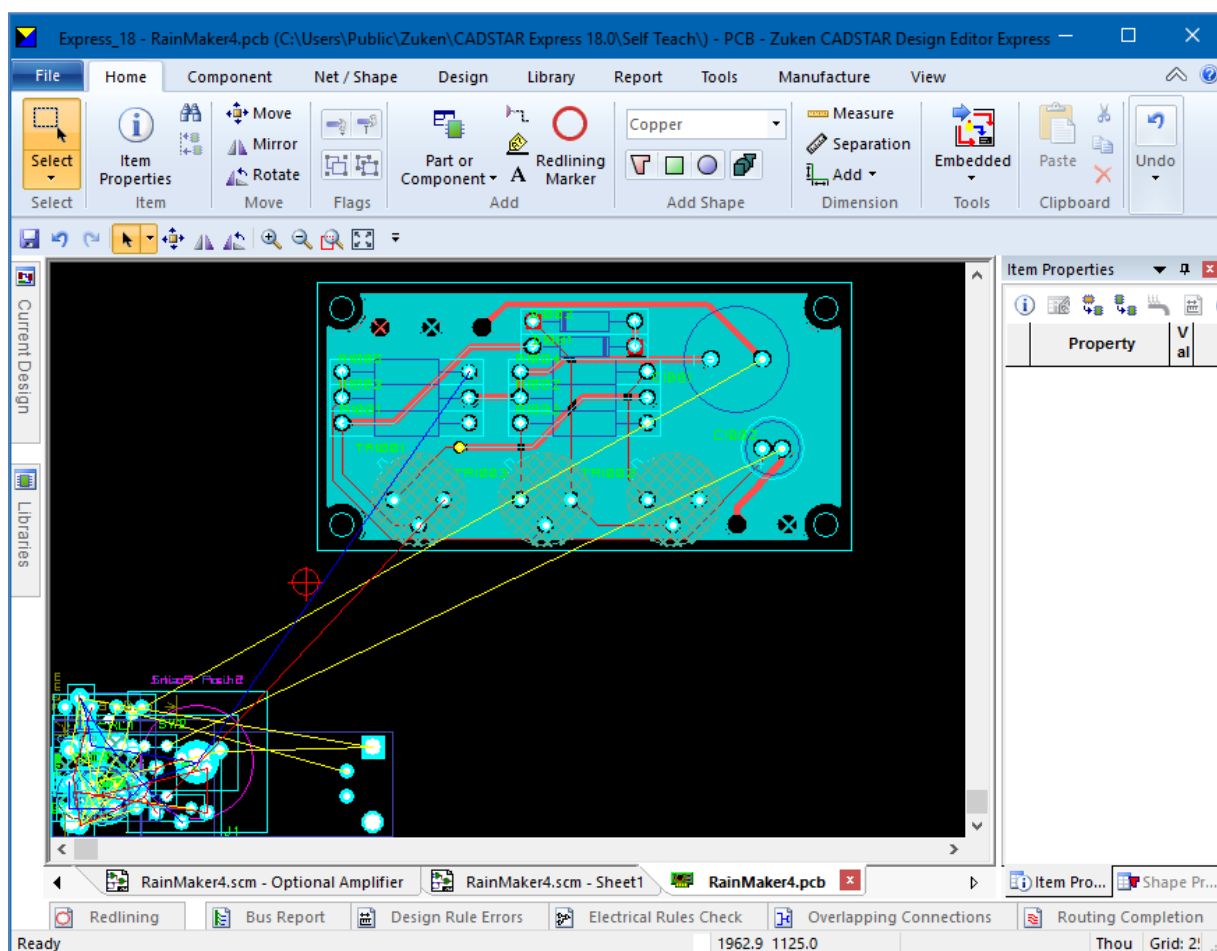 Express_18 - RainMaker4.pcb (C:\Users\Public\Zuken\CADSTAR Express 18.0\Self Teach\) - PCB - Zuken CADSTAR Design Editor Express
File Home Component Net / Shape Design Library Report Tools Manufacture View
Select
Item Properties
Move
Mirror
Rotate
Part or Component
A
Redlining Marker
Copper
Measure
Separation
Add
Embedded
Paste
Undo
Select Item Move Flags Add Add Shape Dimension Tools Clipboard
Current Design
Libraries
Item Properties
Property
V al
TR1001
J1
RainMaker4.scm - Optional Amplifier
RainMaker4.scm - Sheet1
RainMaker4.pcb
Item Pro...
Shape Pr...
Redlining Bus Report Design Rule Errors Electrical Rules Check Overlapping Connections Routing Completion
Ready 1962.9 1125.0 Thou